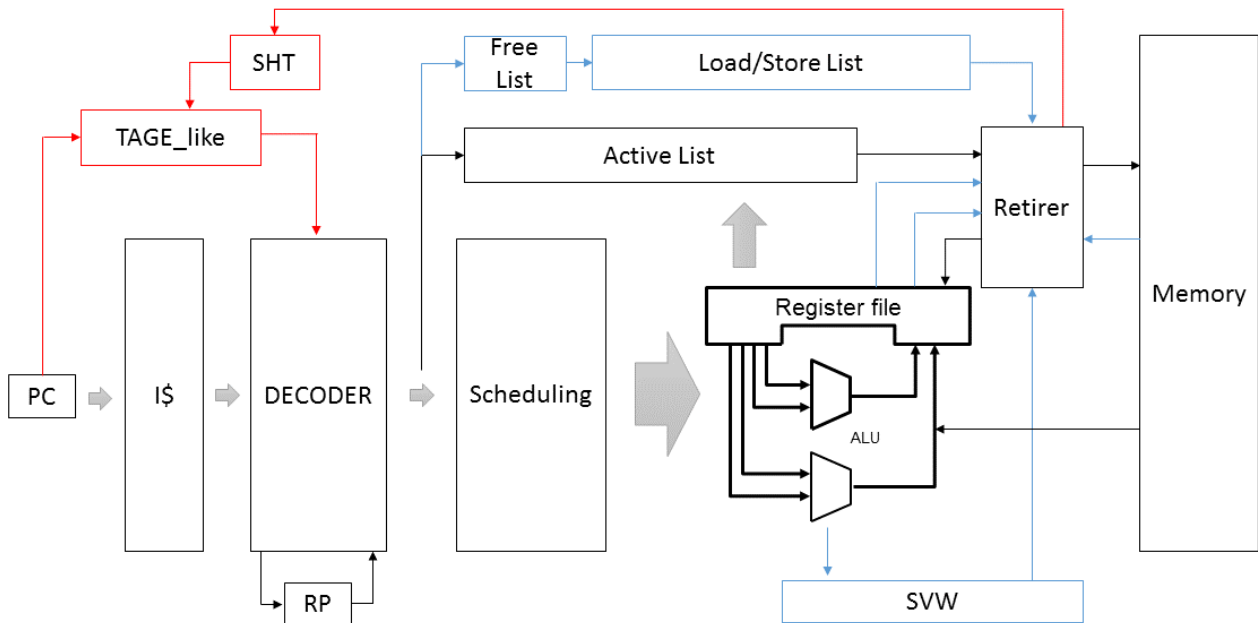 SHT
Free
List
Load/Store List
TAGE_like
Active List
Retirer
Memory
PC
I$
DECODER
Scheduling
Register file
ALU
RP
SVW